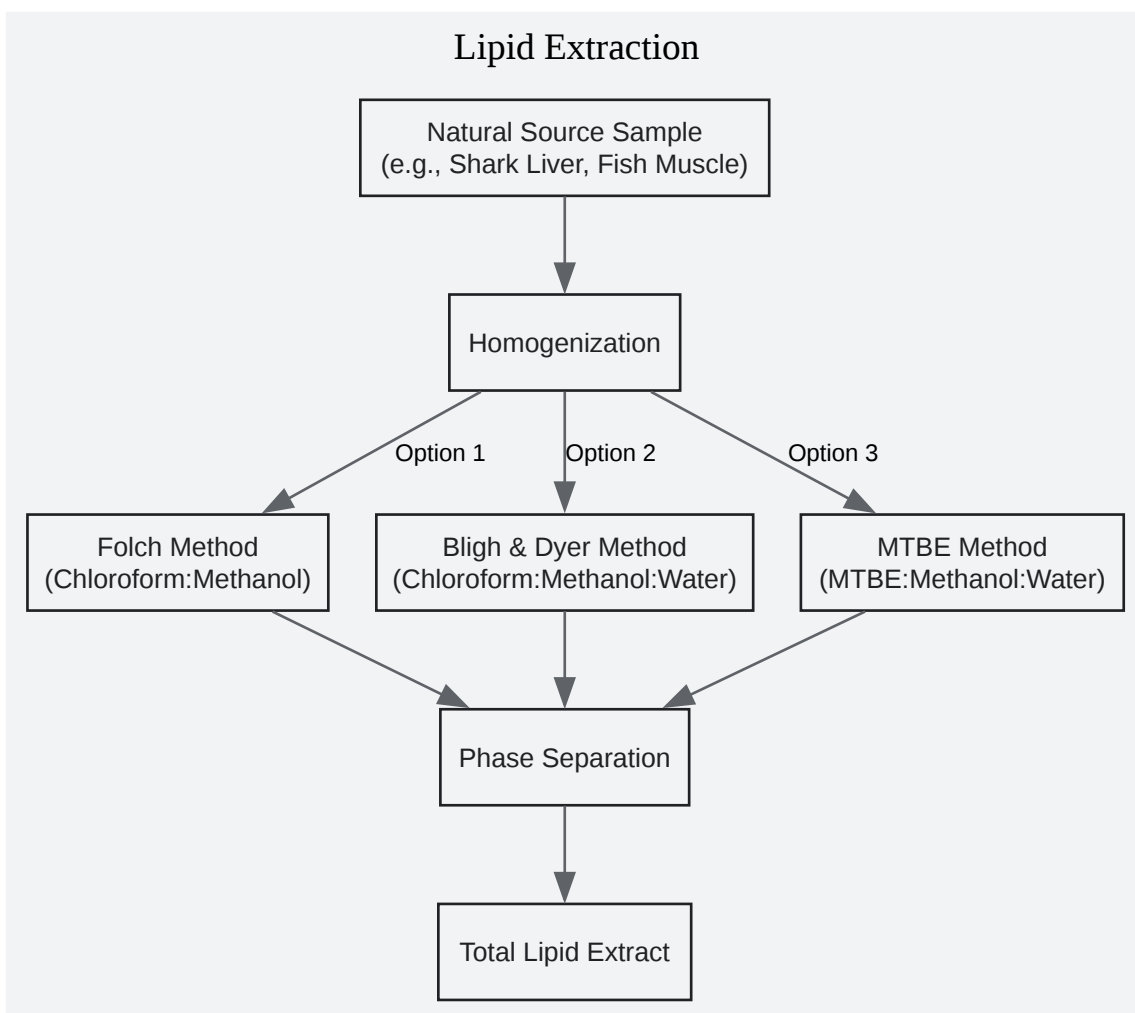 Lipid Extraction
Natural Source Sample
(e.g., Shark Liver, Fish Muscle)
Homogenization
Option 1
Option 2
Option 3
Folch Method
(Chloroform:Methanol)
Bligh & Dyer Method
(Chloroform:Methanol:Water)
MTBE Method
(MTBE:Methanol:Water)
Phase Separation
Total Lipid Extract